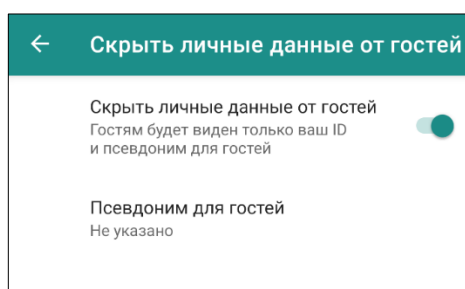 Скрыть личные данные от гостей
Скрыть личные данные от гостей
Гостям будет виден только ваш ID
и псевдоним для гостей
Псевдоним для гостей
Не указано